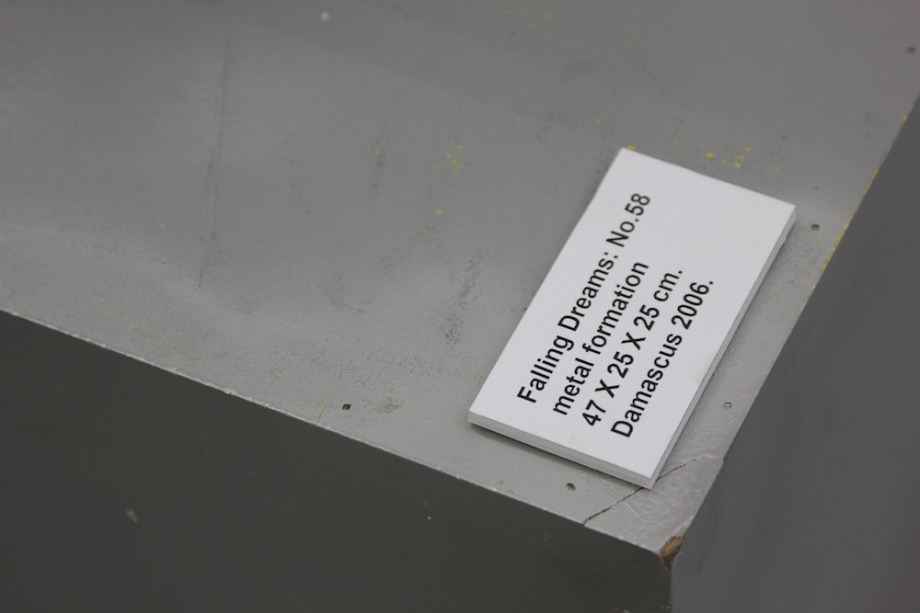 Falling Dreams: No.58
metal formation
47 X 25 X 25 cm.
Damascus 2006.